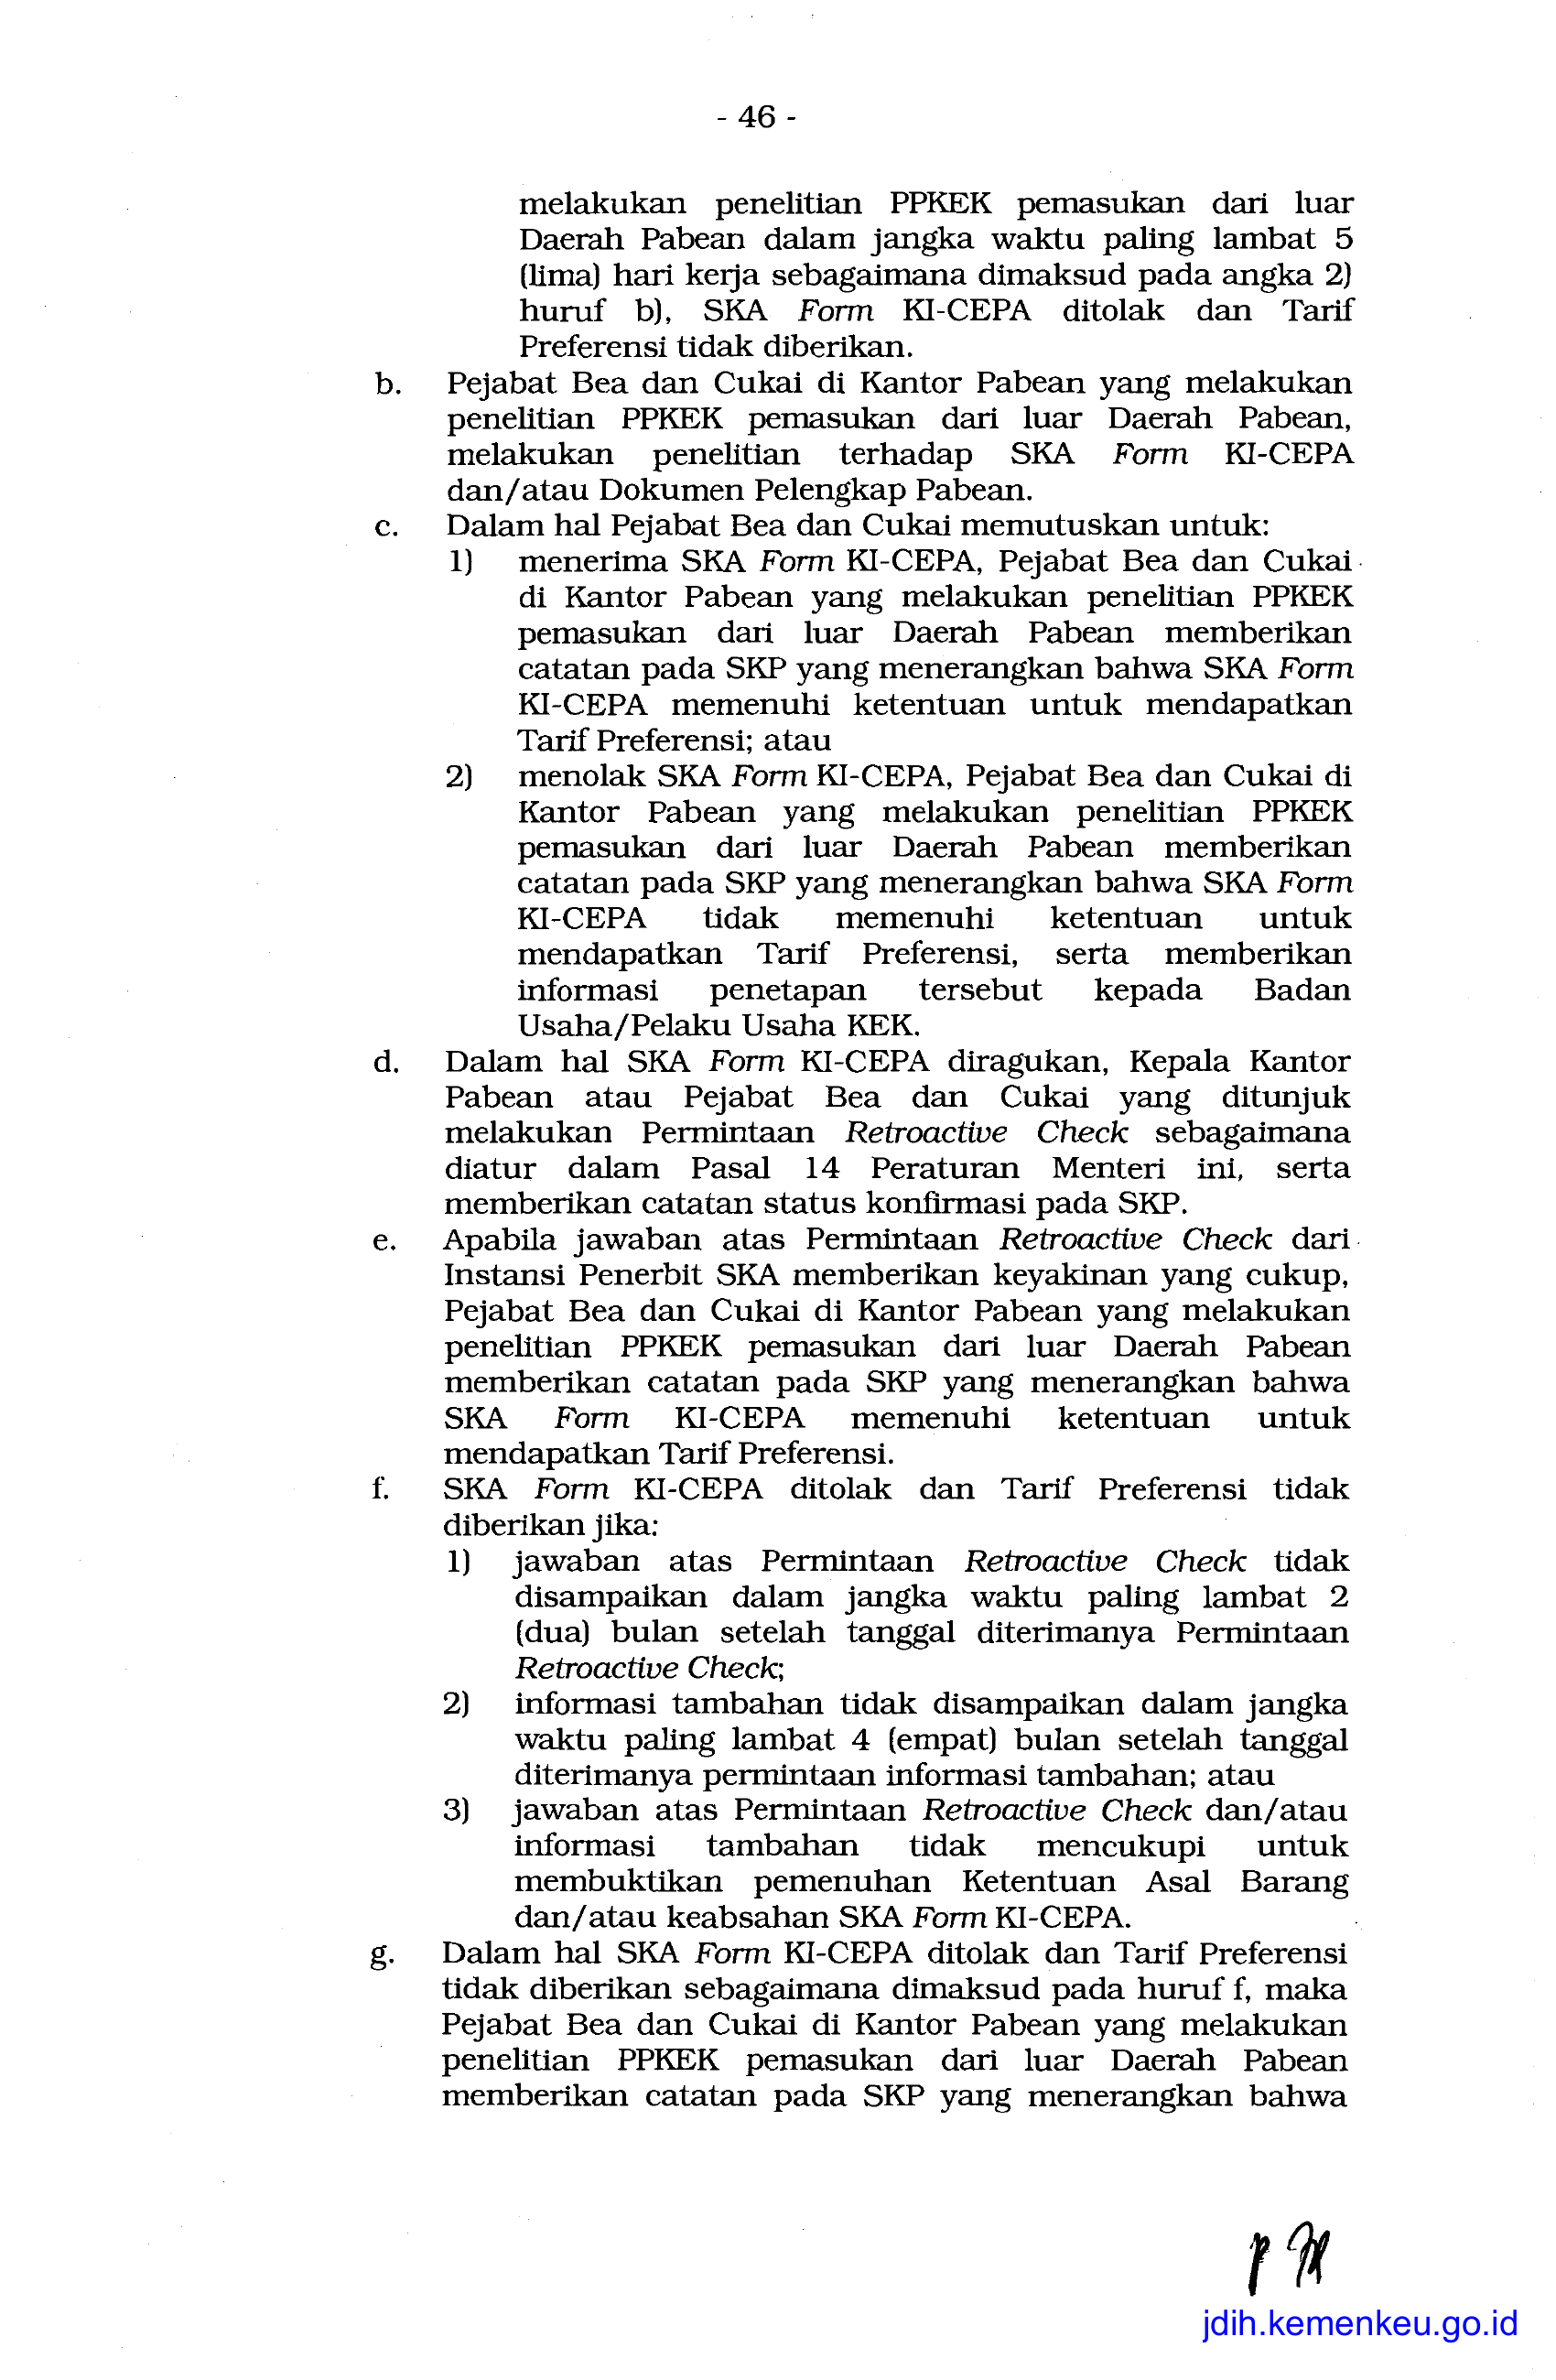 - 46 -
melakukan penelitian PPKEK pemasukan dari luar
Daerah Pabean dalam jangka waktu paling lambat 5
(lima) hari kerja sebagaimana dimaksud pada angka 2)
huruf b), SKA Form KI-CEPA ditolak dan Tarif
Preferensi tidak diberikan.
b. Pejabat Bea dan Cukai di Kantor Pabean yang melakukan
penelitian PPKEK pemasukan dari luar Daerah Pabean,
melakukan penelitian terhadap SKA Form KI-CEPA
dan/atau Dokumen Pelengkap Pabean.
c. Dalam hal Pejabat Bea dan Cukai memutuskan untuk:
1) menerima SKA Form KI-CEPA, Pejabat Bea dan Cukai
di Kantor Pabean yang melakukan penelitian PPKEK
pemasukan dari luar Daerah Pabean memberikan
catatan pada SKP yang menerangkan bahwa SKA Form
KI-CEPA memenuhi ketentuan untuk mendapatkan
Tarif Preferensi; atau
2) menolak SKA Form KI-CEPA, Pejabat Bea dan Cukai di
Kantor Pabean yang melakukan penelitian PPKEK
pemasukan dari luar Daerah Pabean memberikan
catatan pada SKP yang menerangkan bahwa SKA Form
KI-CEPA tidak memenuhi ketentuan untuk
mendapatkan Tarif Preferensi, serta memberikan
informasi penetapan tersebut kepada Badan
Usaha/Pelaku Usaha KEK.
d. Dalam hal SKA Form KI-CEPA diragukan, Kepala Kantor
Pabean atau Pejabat Bea dan Cukai yang ditunjuk
melakukan Permintaan Retroactive Check sebagaimana
diatur dalam Pasal 14 Peraturan Menteri ini, serta
memberikan catatan status konfirmasi pada SKP.
e. Apabila jawaban atas Permintaan Retroactive Check dari
Instansi Penerbit SKA memberikan keyakinan yang cukup,
Pejabat Bea dan Cukai di Kantor Pabean yang melakukan
penelitian PPKEK pemasukan dari luar Daerah Pabean
memberikan catatan pada SKP yang menerangkan bahwa
SKA Form KI-CEPA memenuhi ketentuan untuk
mendapatkan Tarif Preferensi.
f. SKA Form KI-CEPA ditolak dan Tarif Preferensi tidak
diberikan jika:
1) jawaban atas Permintaan Retroactive Check tidak
disampaikan dalam jangka waktu paling lambat 2
(dua) bulan setelah tanggal diterimanya Permintaan
Retroactive Check;
2) informasi tambahan tidak disampaikan dalam jangka
waktu paling lambat 4 (empat) bulan setelah tanggal
diterimanya permintaan informasi tambahan; atau
3) jawaban atas Permintaan Retroactive Check dan/atau
informasi tambahan tidak mencukupi untuk
membuktikan pemenuhan Ketentuan Asal Barang
dan/atau keabsahan SKA Form KI-CEPA.
g. Dalam hal SKA Form KI-CEPA ditolak dan Tarif Preferensi
tidak diberikan sebagaimana dimaksud pada huruf f, maka
Pejabat Bea dan Cukai di Kantor Pabean yang melakukan
penelitian PPKEK pemasukan dari luar Daerah Pabean
memberikan catatan pada SKP yang menerangkan bahwa
jdih.kemenkeu.go.id